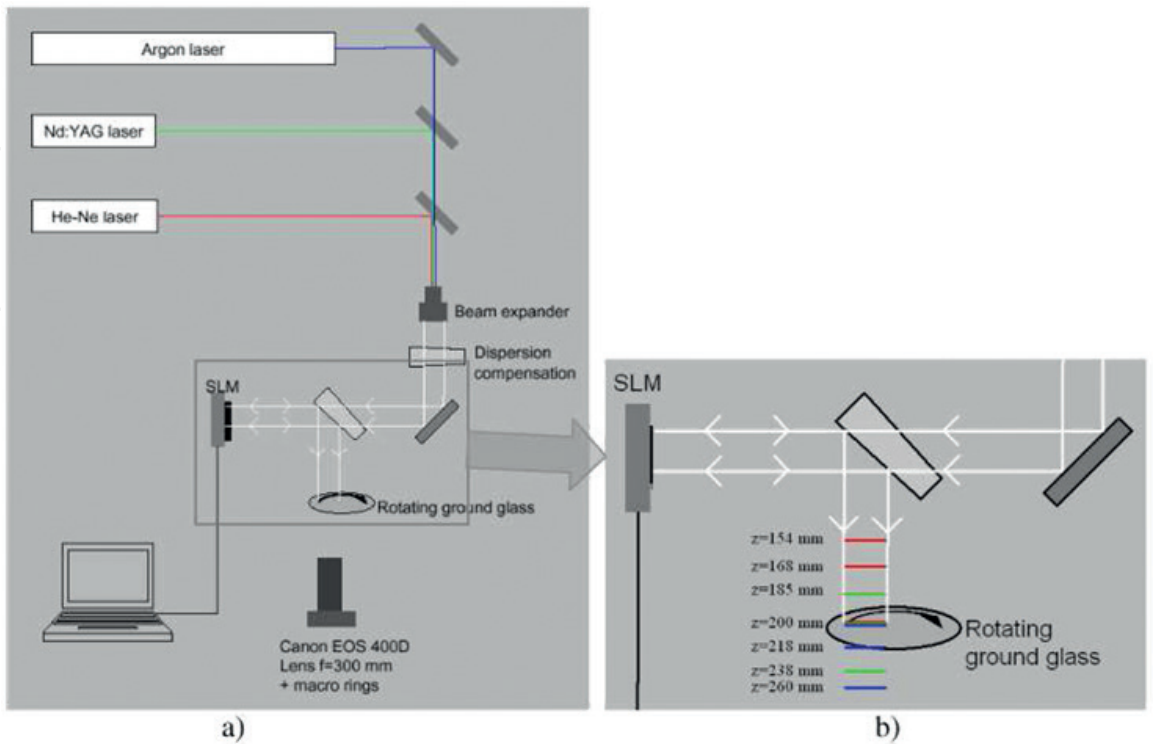 Argon laser
Nd:YAG laser
He-Ne laser
Beam expander
Dispersion
compensation
SLM
Rotating ground glass
Canon EOS 400D
Lens f=300 mm
+ macro rings
a)
SLM
z=154 mm
z=168 mm
z=185 mm
z=200 mm
z=218 mm
z=238 mm
z=260 mm
Rotating
ground glass
b)